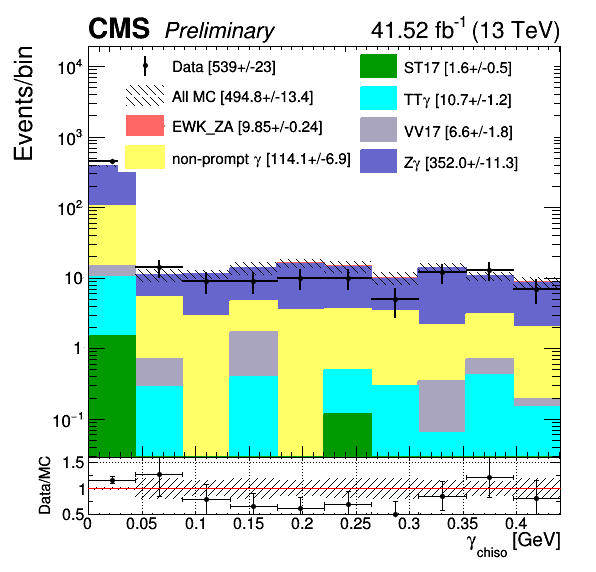 CMS Preliminary 41.52 fb⁻¹ (13 TeV)
Events/bin
Data [539+/-23]
All MC [494.8+/-13.4]
EWK_ZA [9.85+/-0.24]
non-prompt γ [114.1+/-6.9]
ST17 [1.6+/-0.5]
TTγ [10.7+/-1.2]
VV17 [6.6+/-1.8]
Zγ [352.0+/-11.3]
10⁴
10³
10²
10
1
10⁻¹
Data/MC
1.5
1
0.5
0 0.05 0.1 0.15 0.2 0.25 0.3 0.35 0.4
γchiso [GeV]